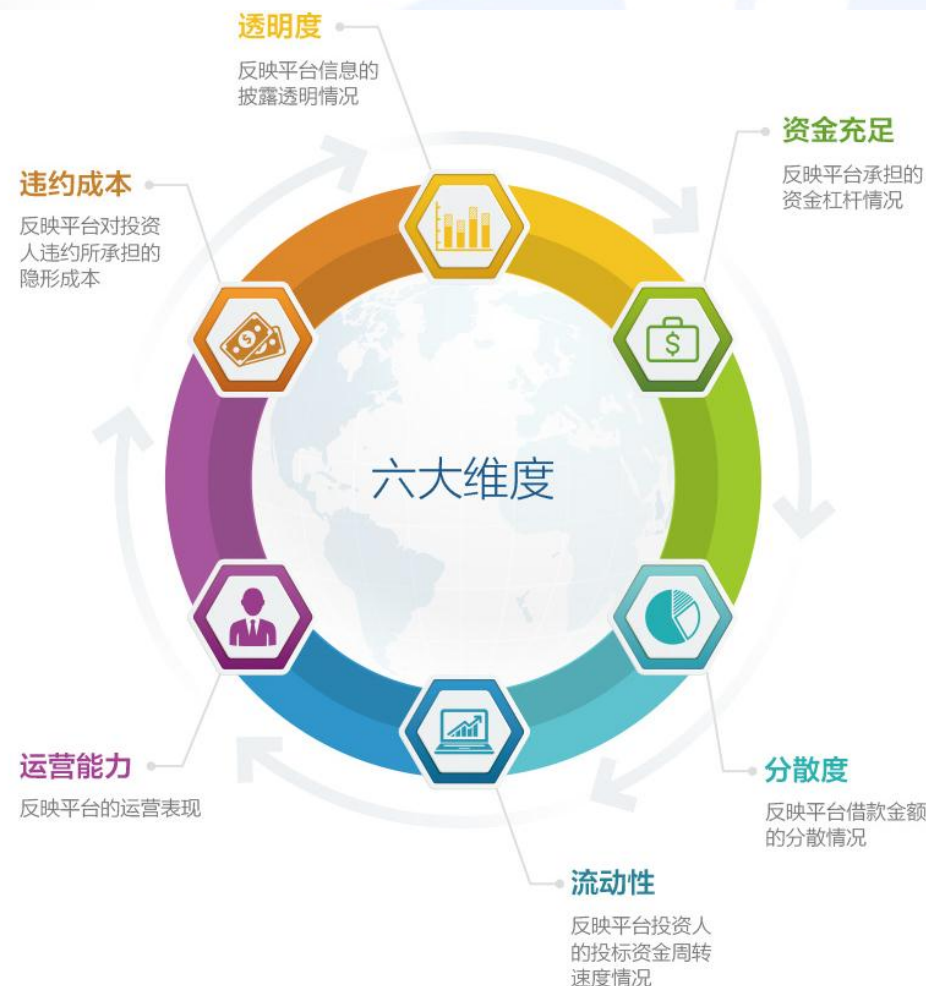 透明度
反映平台信息的
披露透明情况
资金充足
反映平台承担的
资金杠杆情况
违约成本
反映平台对投资
人违约所承担的
隐形成本
六大维度
运营能力
反映平台的运营表现
分散度
反映平台借款金额
的分散情况
流动性
反映平台投资人
的投标资金周转
速度情况